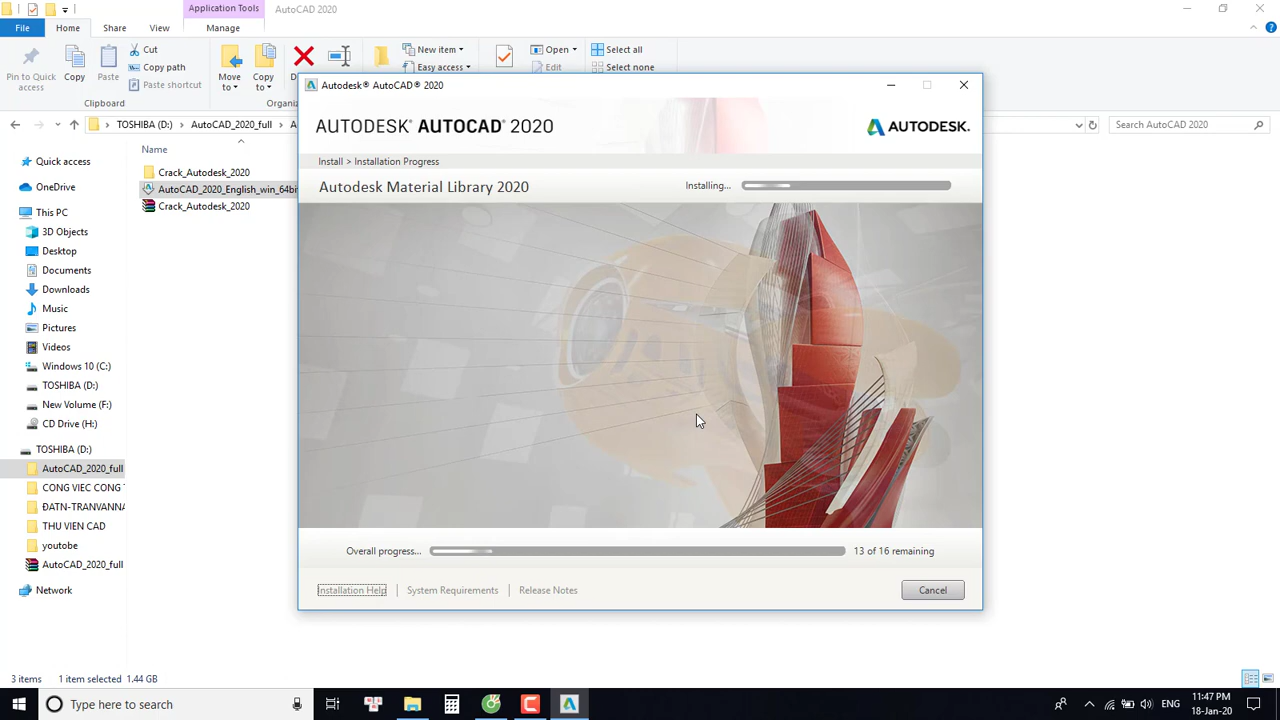 Application Tools
AutoCAD 2020
File
Home
Share
View
Manage
Pin to Quick access
Copy
Paste
Cut
Copy path
Paste shortcut
Clipboard
Move to
Copy to
D
Organiz
New item
Easy access
Open
Edit
Select all
Select none
TOSHIBA (D:)
AutoCAD_2020_full
A
Search AutoCAD 2020
Quick access
OneDrive
This PC
3D Objects
Desktop
Documents
Downloads
Music
Pictures
Videos
Windows 10 (C:)
TOSHIBA (D:)
New Volume (F:)
CD Drive (H:)
TOSHIBA (D:)
AutoCAD_2020_full
CONG VIEC CONG T
ĐATN-TRANVANNA
THU VIEN CAD
youtobe
AutoCAD_2020_full
Network
Name
Crack_Autodesk_2020
AutoCAD_2020_English_win_64bit
Crack_Autodesk_2020
Autodesk® AutoCAD® 2020
AUTODESK® AUTOCAD® 2020
AUTODESK.
Install > Installation Progress
Autodesk Material Library 2020
Installing...
Overall progress...
13 of 16 remaining
Installation Help
System Requirements
Release Notes
Cancel
3 items
1 item selected 1.44 GB
Type here to search
ENG
11:47 PM
18-Jan-20